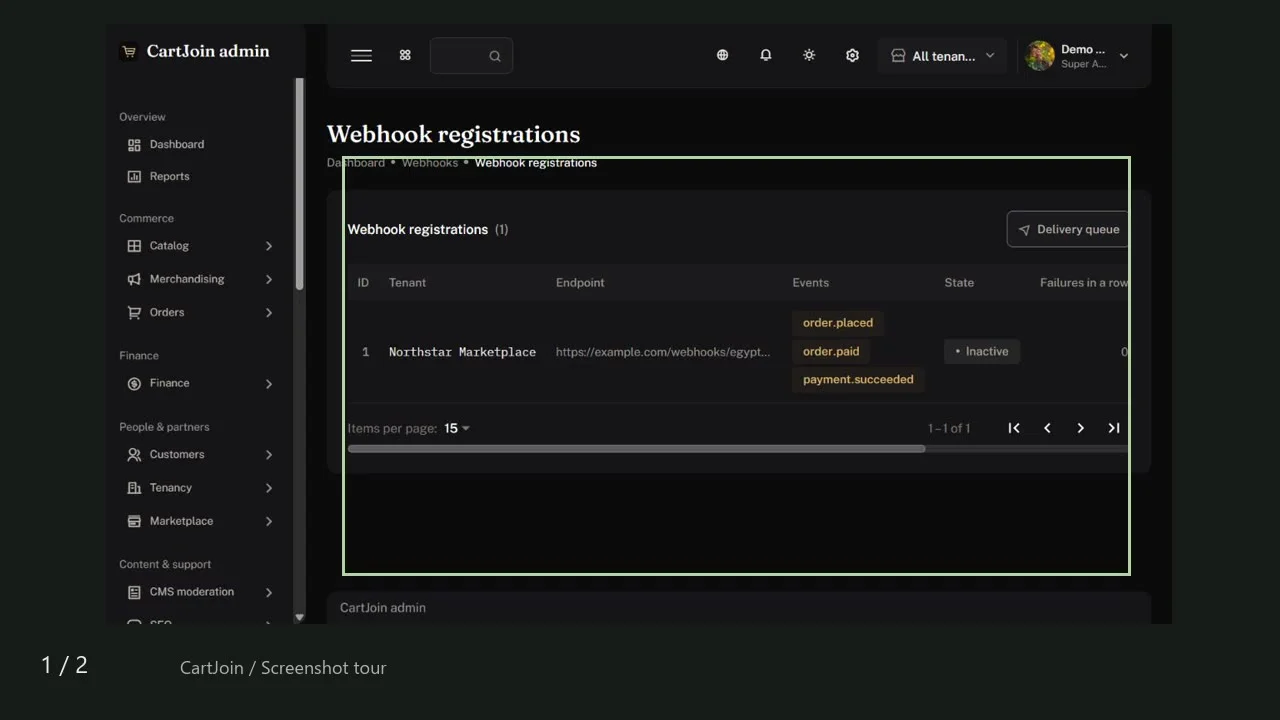 CartJoin admin
All tenan...
Demo ...
Super A...
Overview
Dashboard
Reports
Commerce
Catalog
Merchandising
Orders
Finance
Finance
People & partners
Customers
Tenancy
Marketplace
Content & support
CMS moderation
SEO
Webhook registrations
Dashboard • Webhooks • Webhook registrations
Webhook registrations (1)
Delivery queue
ID Tenant Endpoint Events State Failures in a row
1 Northstar Marketplace https://example.com/webhooks/egypt... order.placed • Inactive 0
order.paid
payment.succeeded
Items per page: 15
1–1 of 1
CartJoin admin
1 / 2
CartJoin / Screenshot tour